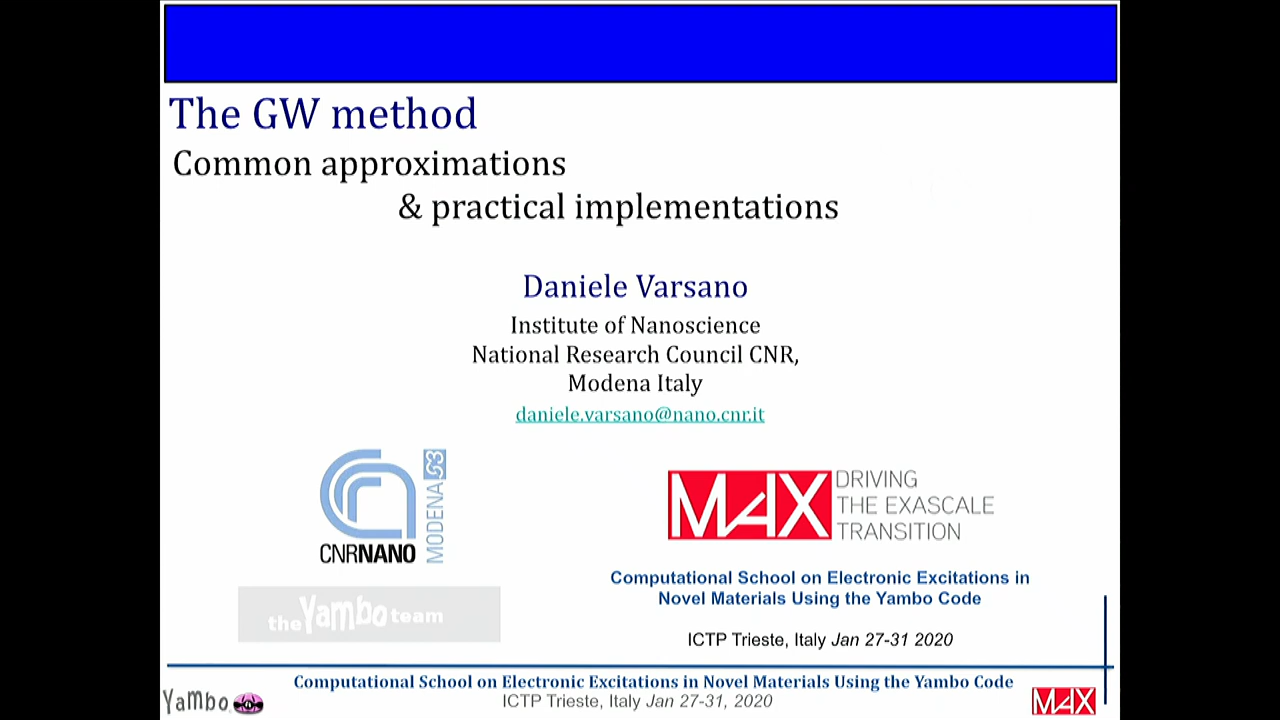 The GW method
Common approximations
& practical implementations
Daniele Varsano
Institute of Nanoscience
National Research Council CNR,
Modena Italy
daniele.varsano@nano.cnr.it
CNRNANO
MODENA S3
MAX
DRIVING
THE EXASCALE
TRANSITION
the Yambo team
Computational School on Electronic Excitations in
Novel Materials Using the Yambo Code
ICTP Trieste, Italy Jan 27-31 2020
Yambo
Computational School on Electronic Excitations in Novel Materials Using the Yambo Code
ICTP Trieste, Italy Jan 27-31, 2020
MAX